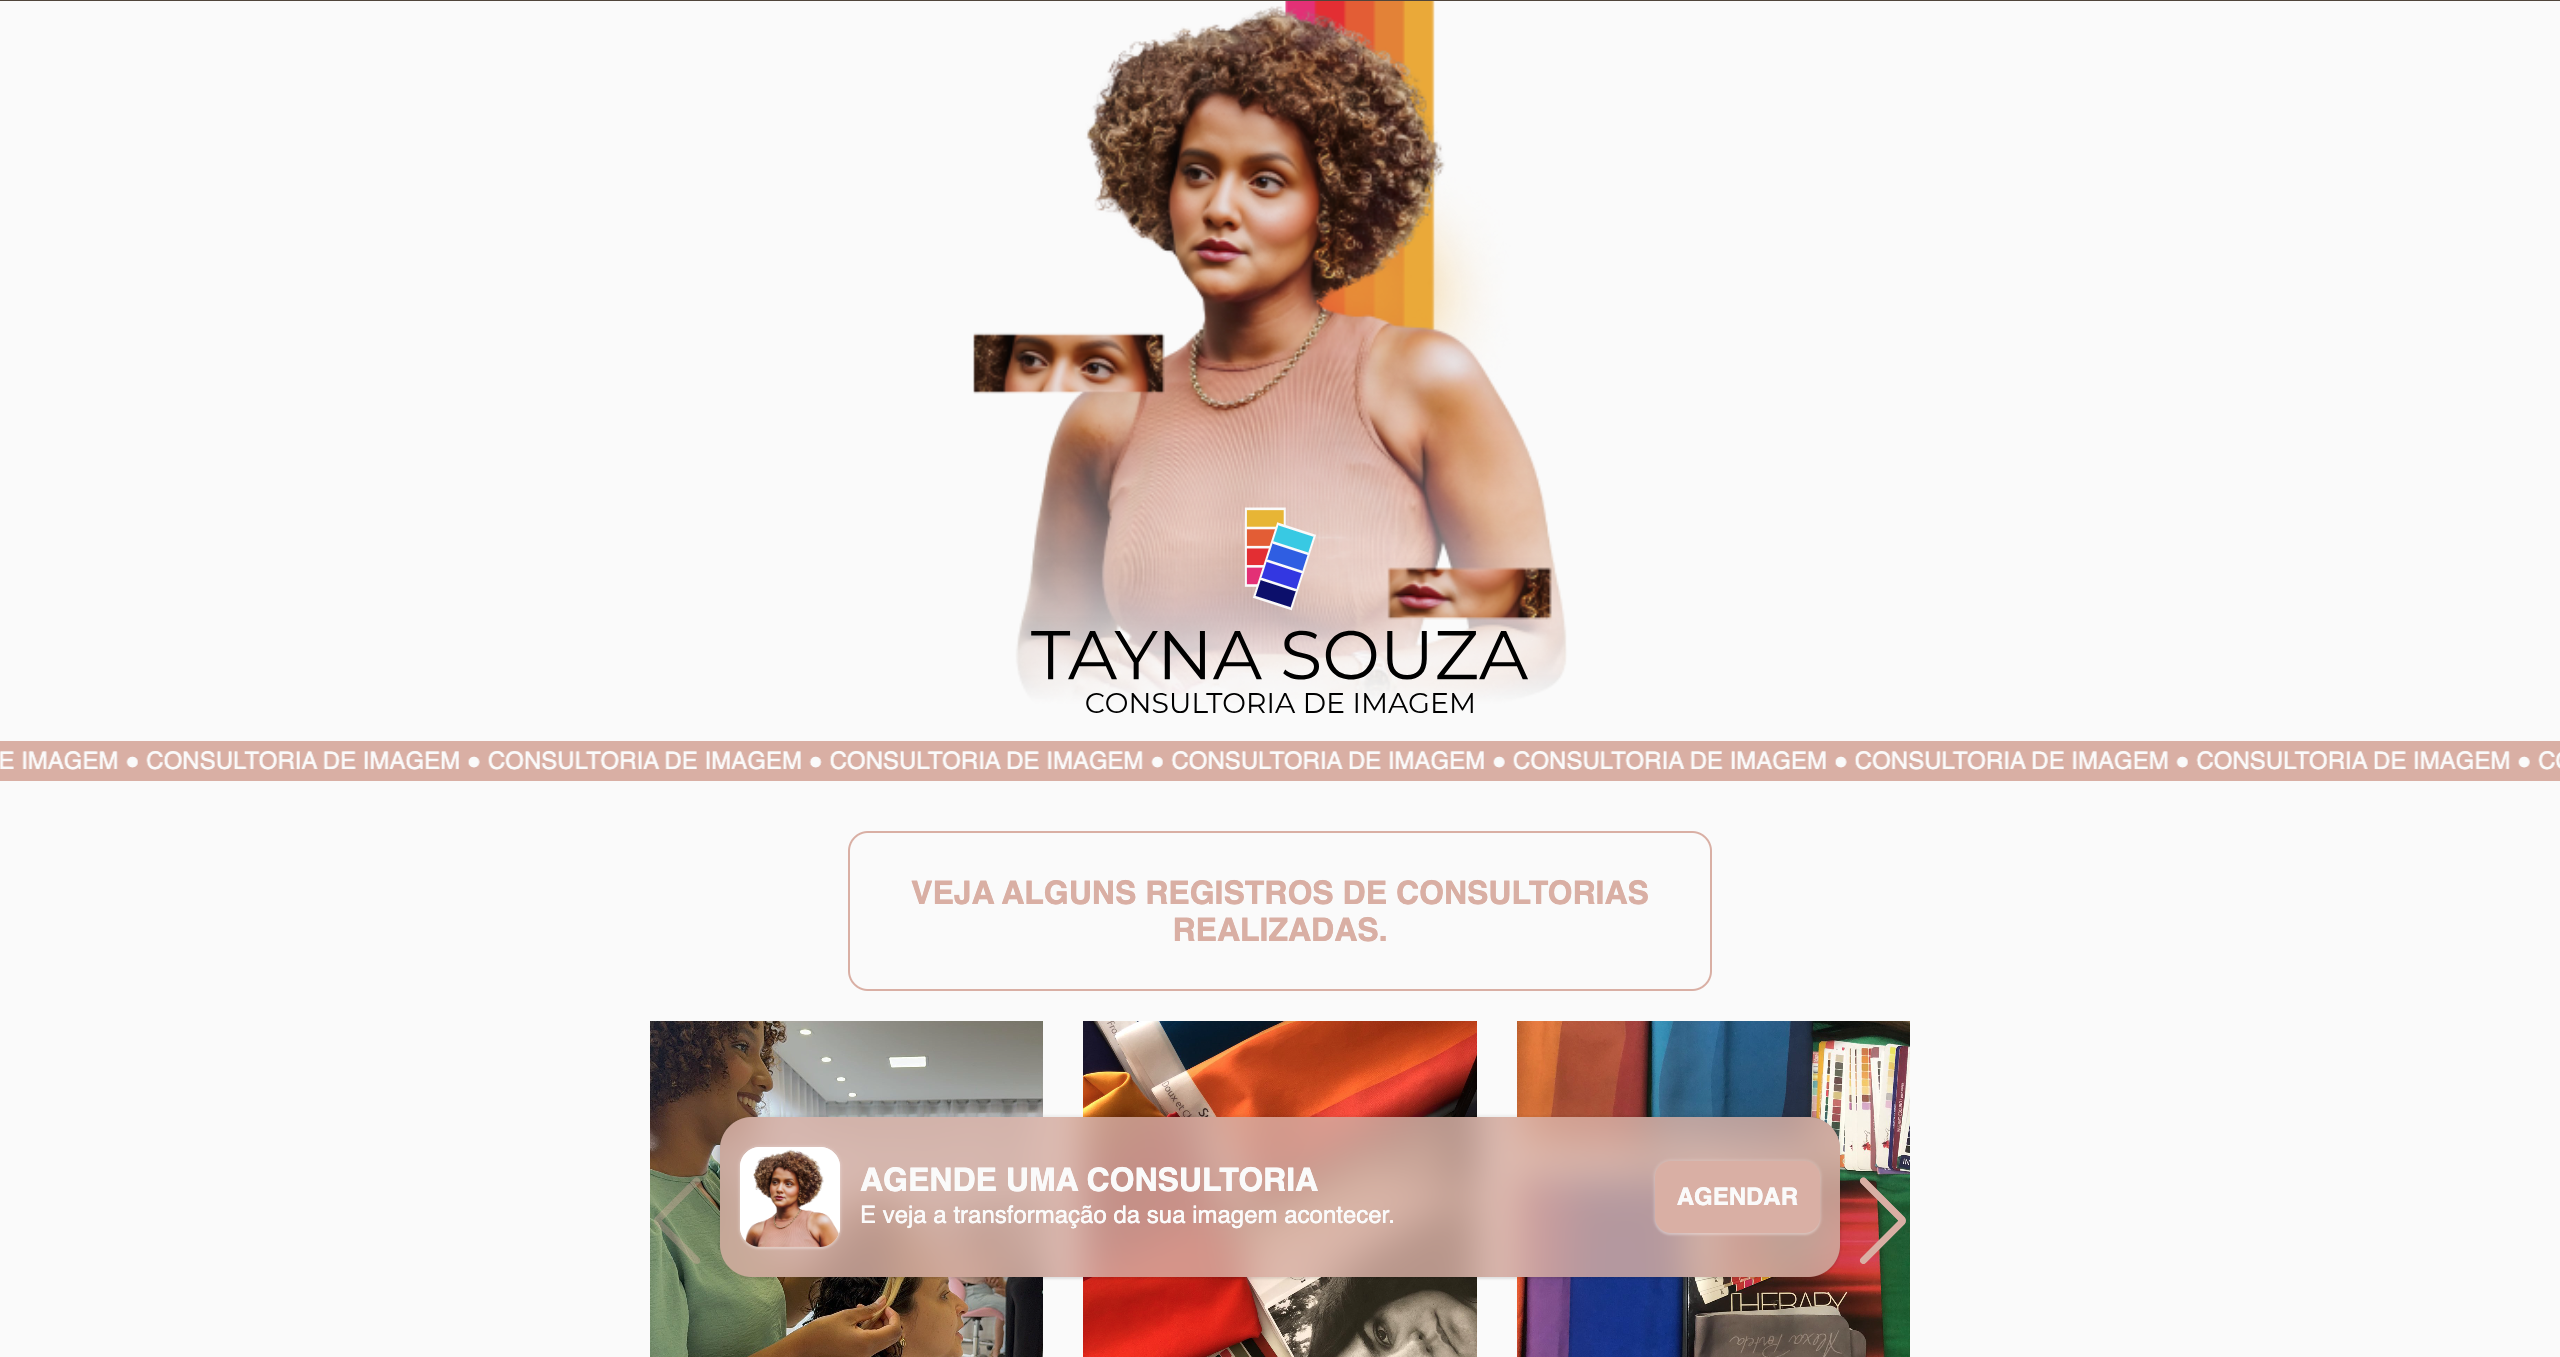 TAYNA SOUZA
CONSULTORIA DE IMAGEM
E IMAGEM ● CONSULTORIA DE IMAGEM ● CONSULTORIA DE IMAGEM ● CONSULTORIA DE IMAGEM ● CONSULTORIA DE IMAGEM ● CONSULTORIA DE IMAGEM ● CONSULTORIA DE IMAGEM ● CONSULTORIA DE IMAGEM ● CO
VEJA ALGUNS REGISTROS DE CONSULTORIAS
REALIZADAS.
AGENDE UMA CONSULTORIA
E veja a transformação da sua imagem acontecer.
AGENDAR
THERAPY